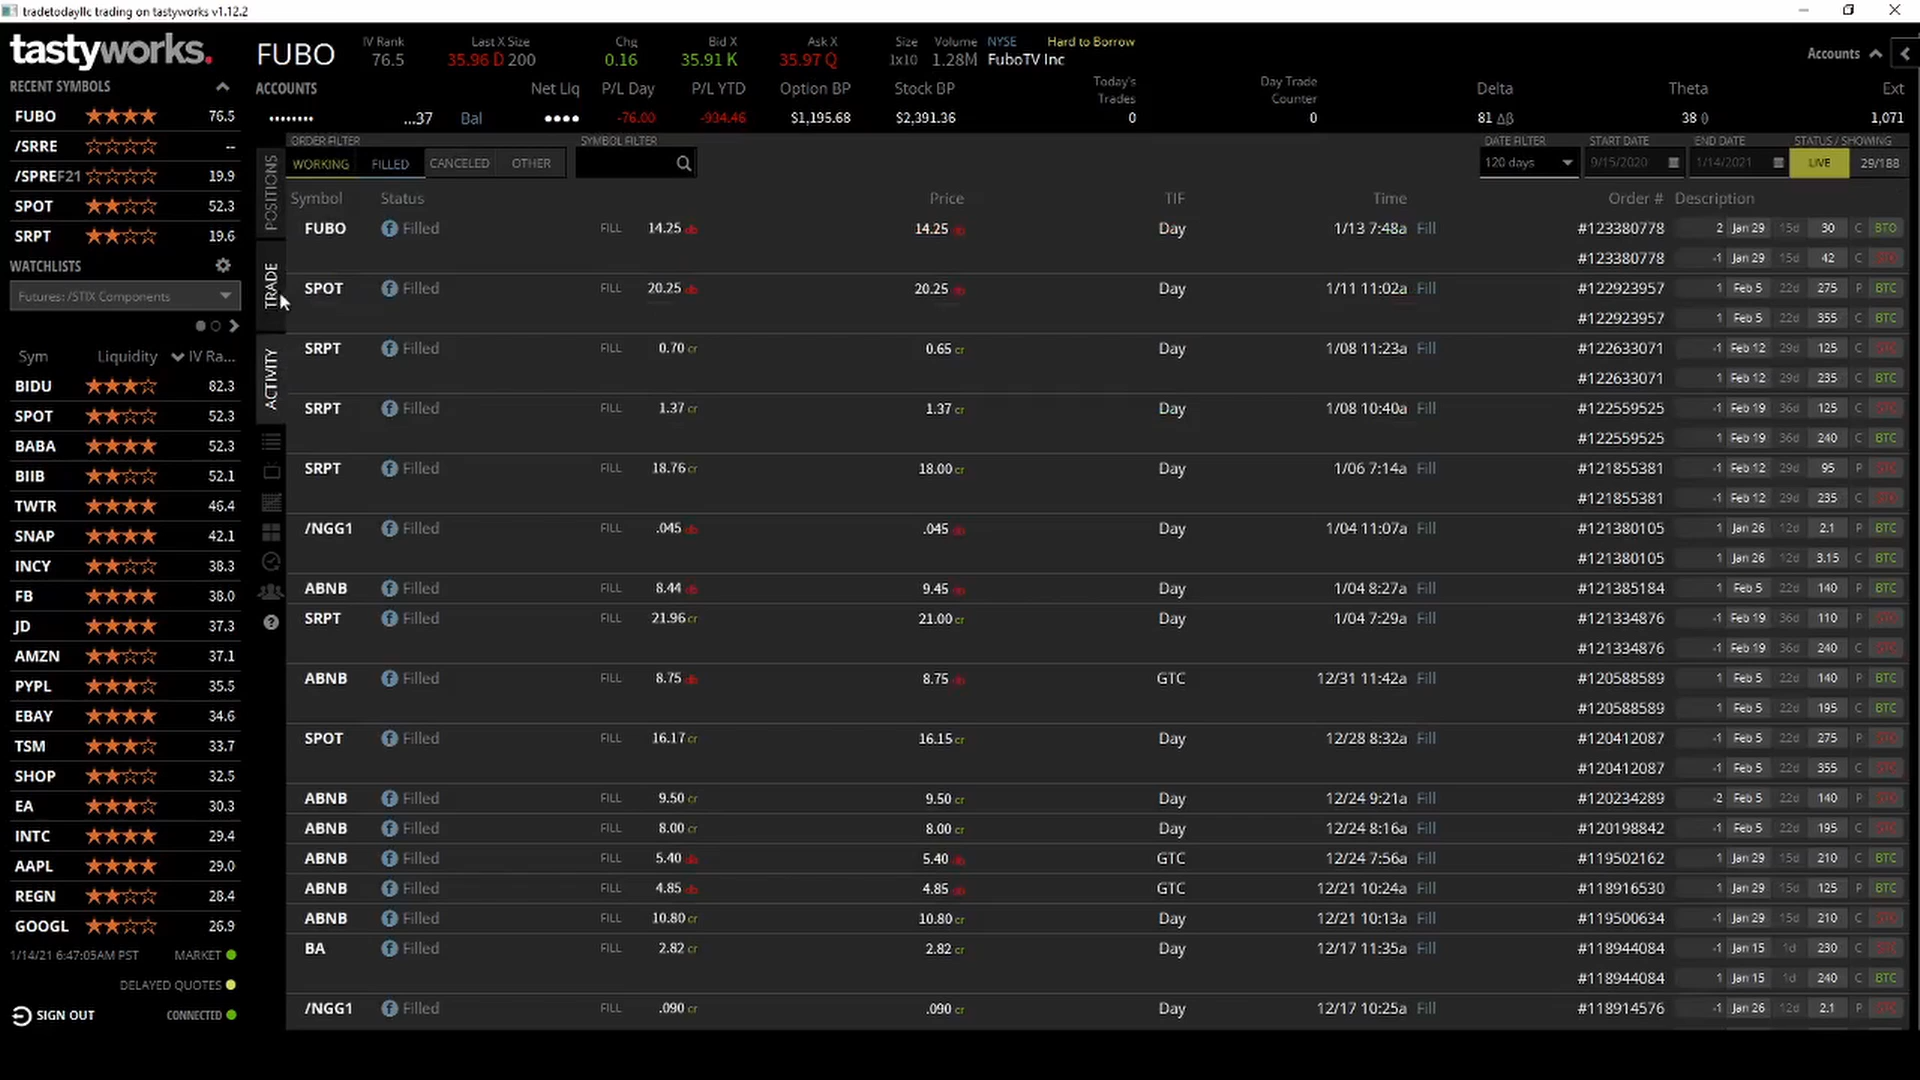 tradetodayllc trading on tastyworks v1.12.2
tastyworks.
FUBO
IV Rank
76.5
Last X Size
35.96 D 200
Chg
0.16
Bid X
35.91 K
Ask X
35.97 Q
Size
1x10
Volume
1.28M
NYSE
FuboTV Inc
Hard to Borrow
Accounts
RECENT SYMBOLS
FUBO 76.5
/SRRE --
/SPREF21 19.9
SPOT 52.3
SRPT 19.6
WATCHLISTS
Futures: /STIX Components
Sym Liquidity IV Ra...
BIDU 82.3
SPOT 52.3
BABA 52.3
BIIB 52.1
TWTR 46.4
SNAP 42.1
INCY 38.3
FB 38.0
JD 37.3
AMZN 37.1
PYPL 35.5
EBAY 34.6
TSM 33.7
SHOP 32.5
EA 30.3
INTC 29.4
AAPL 29.0
REGN 28.4
GOOGL 26.9
1/14/21 6:47:05AM PST MARKET
DELAYED QUOTES
SIGN OUT CONNECTED
ACCOUNTS Net Liq P/L Day P/L YTD Option BP Stock BP Today's Trades Day Trade Counter Delta Theta Ext
...37 Bal -76.00 -934.46 $1,195.68 $2,391.36 0 0 81 Δβ 38 θ 1,071
POSITIONS
TRADE
ACTIVITY
ORDER FILTER SYMBOL FILTER DATE FILTER START DATE END DATE STATUS / SHOWING
WORKING FILLED CANCELED OTHER 120 days 9/15/2020 1/14/2021 LIVE 29/188
Symbol Status Price TIF Time Order # Description
FUBO Filled FILL 14.25 db 14.25 db Day 1/13 7:48a Fill #123380778 2 Jan 29 15d 30 C BTO
#123380778 -1 Jan 29 15d 42 C STO
SPOT Filled FILL 20.25 db 20.25 db Day 1/11 11:02a Fill #122923957 1 Feb 5 22d 275 P BTC
#122923957 1 Feb 5 22d 355 C BTC
SRPT Filled FILL 0.70 cr 0.65 cr Day 1/08 11:23a Fill #122633071 -1 Feb 12 29d 125 C STO
#122633071 1 Feb 12 29d 235 C BTC
SRPT Filled FILL 1.37 cr 1.37 cr Day 1/08 10:40a Fill #122559525 -1 Feb 19 36d 125 C STO
#122559525 1 Feb 19 36d 240 C BTC
SRPT Filled FILL 18.76 cr 18.00 cr Day 1/06 7:14a Fill #121855381 -1 Feb 12 29d 95 P STO
#121855381 -1 Feb 12 29d 235 C STO
/NGG1 Filled FILL .045 db .045 db Day 1/04 11:07a Fill #121380105 1 Jan 26 12d 2.1 P BTC
#121380105 1 Jan 26 12d 3.15 C BTC
ABNB Filled FILL 8.44 db 9.45 db Day 1/04 8:27a Fill #121385184 1 Feb 5 22d 140 P BTC
SRPT Filled FILL 21.96 cr 21.00 cr Day 1/04 7:29a Fill #121334876 -1 Feb 19 36d 110 P STO
#121334876 -1 Feb 19 36d 240 C STO
ABNB Filled FILL 8.75 db 8.75 db GTC 12/31 11:42a Fill #120588589 1 Feb 5 22d 140 P BTC
#120588589 1 Feb 5 22d 195 C BTC
SPOT Filled FILL 16.17 cr 16.15 cr Day 12/28 8:32a Fill #120412087 -1 Feb 5 22d 275 P STO
#120412087 -1 Feb 5 22d 355 C STO
ABNB Filled FILL 9.50 cr 9.50 cr Day 12/24 9:21a Fill #120234289 -2 Feb 5 22d 140 P STO
ABNB Filled FILL 8.00 cr 8.00 cr Day 12/24 8:16a Fill #120198842 -1 Feb 5 22d 195 C STO
ABNB Filled FILL 5.40 db 5.40 db GTC 12/24 7:56a Fill #119502162 1 Jan 29 15d 210 C BTC
ABNB Filled FILL 4.85 db 4.85 db GTC 12/21 10:24a Fill #118916530 1 Jan 29 15d 125 P BTC
ABNB Filled FILL 10.80 cr 10.80 cr Day 12/21 10:13a Fill #119500634 -1 Jan 29 15d 210 C STO
BA Filled FILL 2.82 cr 2.82 cr Day 12/17 11:35a Fill #118944084 -1 Jan 15 1d 230 C STO
#118944084 1 Jan 15 1d 240 C BTC
/NGG1 Filled FILL .090 cr .090 cr Day 12/17 10:25a Fill #118914576 -1 Jan 26 12d 2.1 P STO